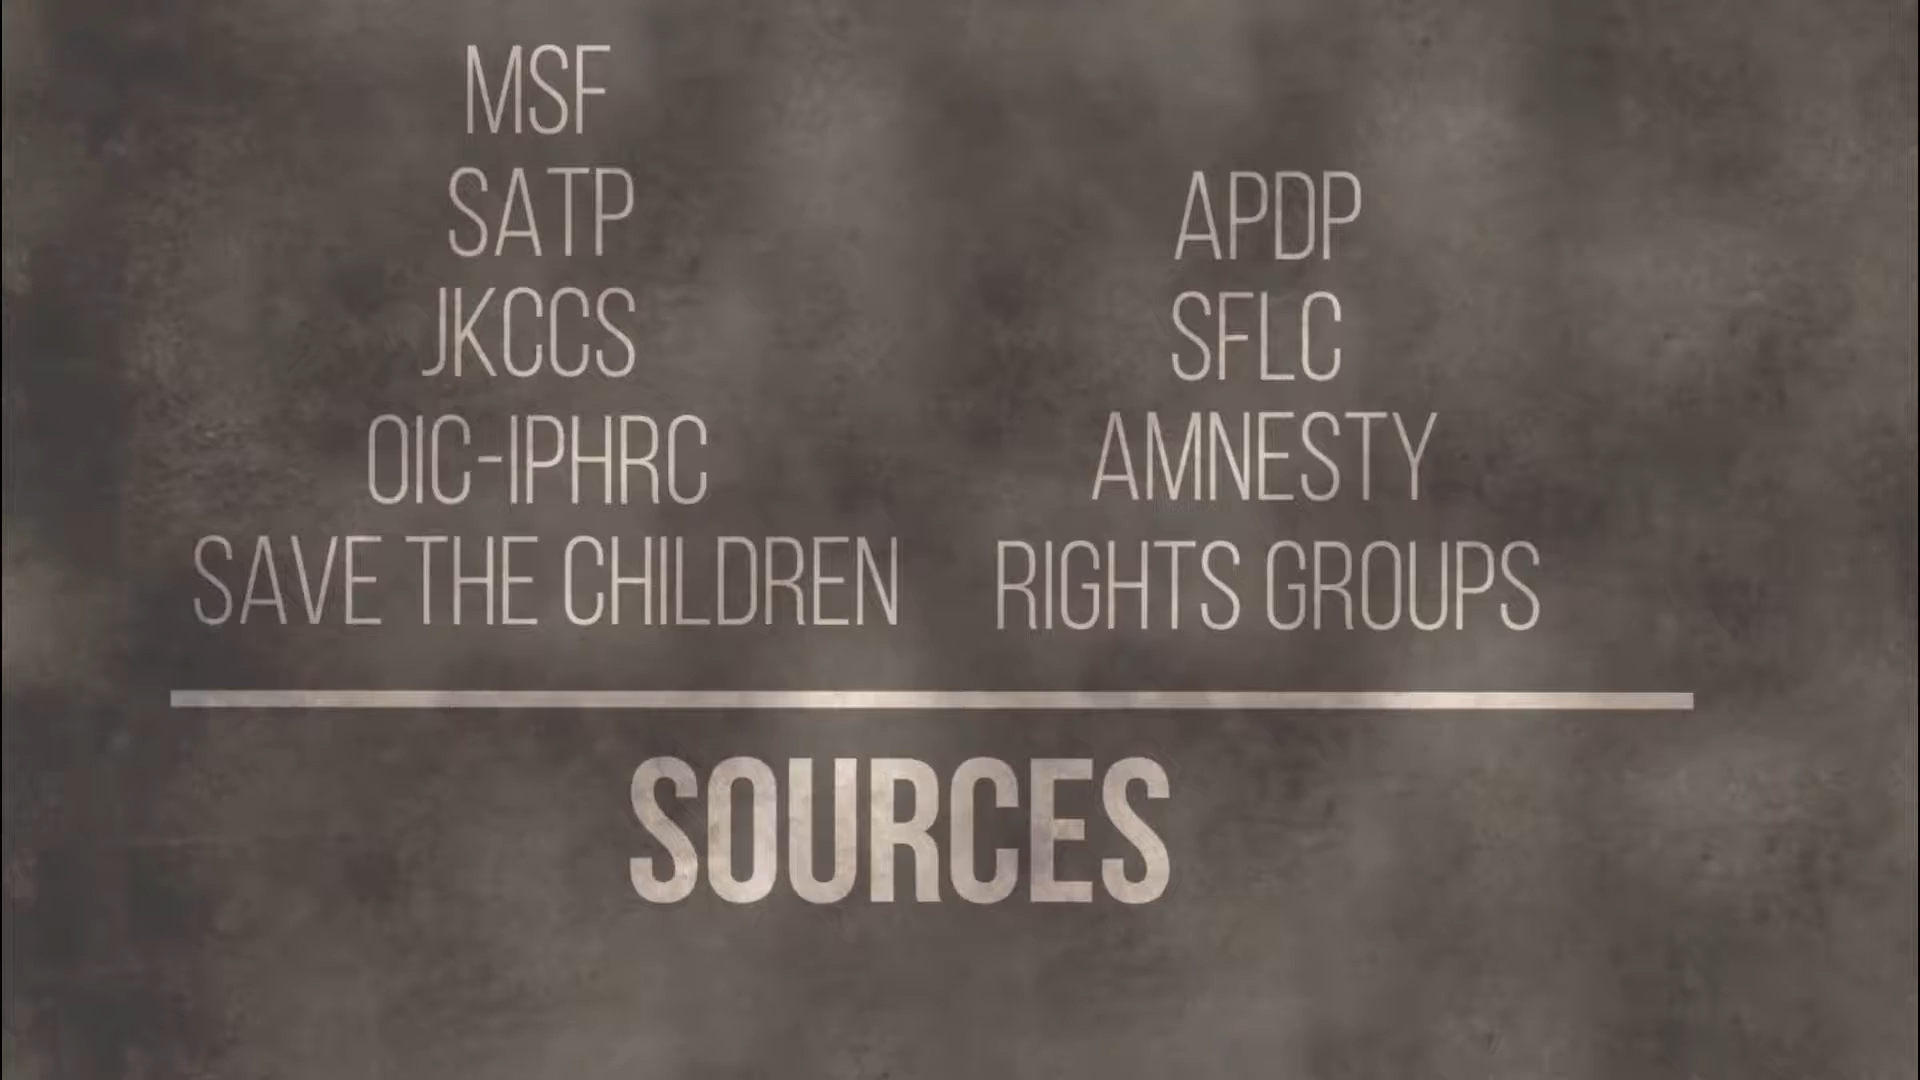 MSF
SATP
JKCCS
OIC-IPHRC
SAVE THE CHILDREN
APDP
SFLC
AMNESTY
RIGHTS GROUPS
SOURCES